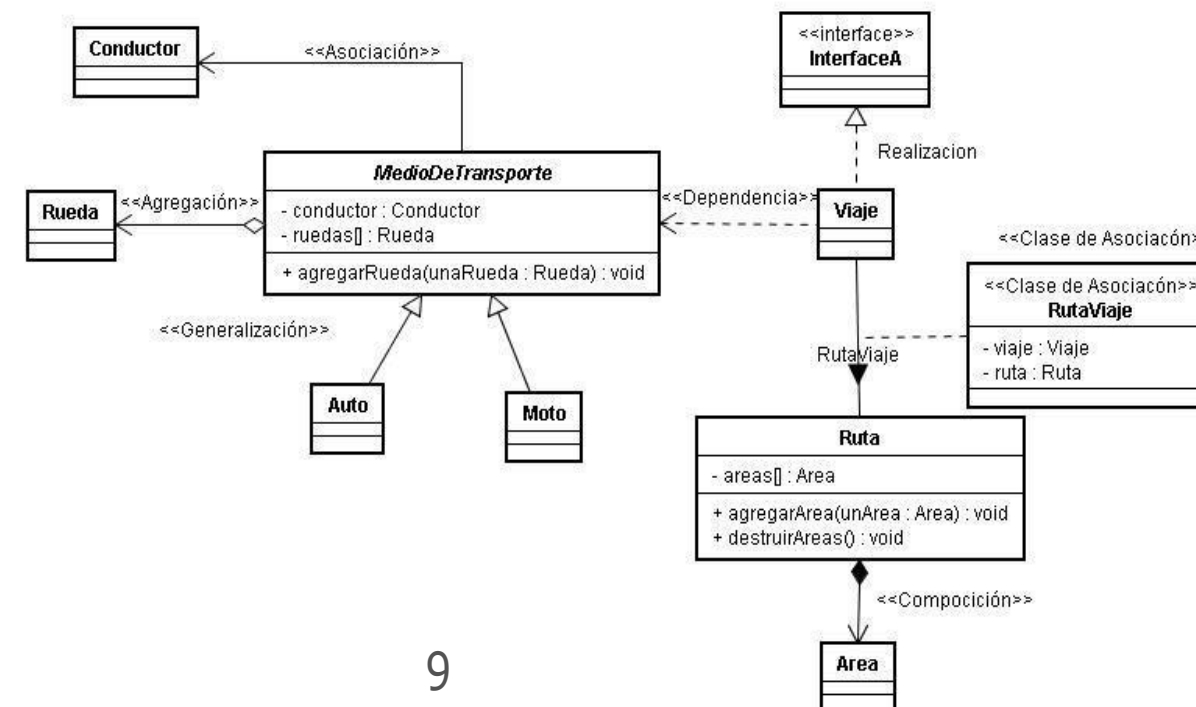 Conductor
<<Asociación>>
<<interface>>
InterfaceA
Realizacion
MedioDeTransporte
- conductor : Conductor
- ruedas[] : Rueda
+ agregarRueda(unaRueda : Rueda) : void
Rueda
<<Agregación>>
<<Dependencia>>
Viaje
<<Clase de Asociacón>
<<Clase de Asociacón>>
RutaViaje
- viaje : Viaje
- ruta : Ruta
<<Generalización>>
RutaViaje
Auto
Moto
Ruta
- areas[] : Area
+ agregarArea(unArea : Area) : void
+ destruirAreas() : void
<<Compocición>>
Area
9